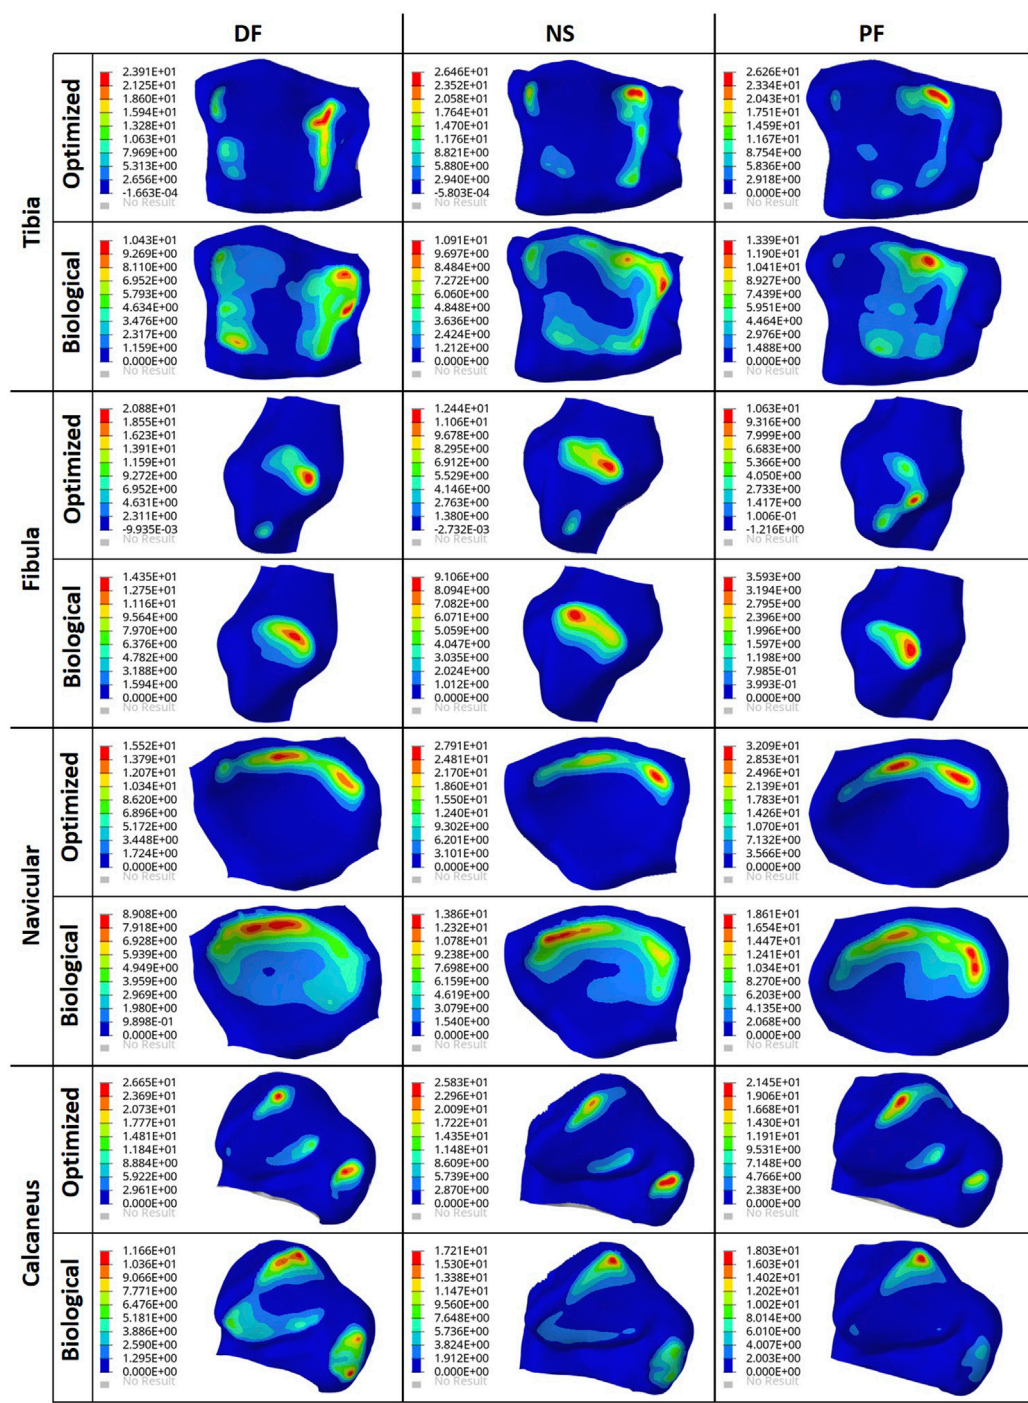 DF NS PF
Tibia
Optimized
2.391E+01
2.125E+01
1.860E+01
1.594E+01
1.328E+01
1.063E+01
7.969E+00
5.313E+00
2.656E+00
-1.663E-04
No Result
2.646E+01
2.352E+01
2.058E+01
1.764E+01
1.470E+01
1.176E+01
8.821E+00
5.880E+00
2.940E+00
-5.803E-04
No Result
2.626E+01
2.334E+01
2.043E+01
1.751E+01
1.459E+01
1.167E+01
8.754E+00
5.836E+00
2.918E+00
0.000E+00
No Result
Biological
1.043E+01
9.269E+00
8.110E+00
6.952E+00
5.793E+00
4.634E+00
3.476E+00
2.317E+00
1.159E+00
0.000E+00
No Result
1.091E+01
9.697E+00
8.484E+00
7.272E+00
6.060E+00
4.848E+00
3.636E+00
2.424E+00
1.212E+00
0.000E+00
No Result
1.339E+01
1.190E+01
1.041E+01
8.927E+00
7.439E+00
5.951E+00
4.464E+00
2.976E+00
1.488E+00
0.000E+00
No Result
Fibula
Optimized
2.088E+01
1.855E+01
1.623E+01
1.391E+01
1.159E+01
9.272E+00
6.952E+00
4.631E+00
2.311E+00
-9.935E-03
No Result
1.244E+01
1.106E+01
9.678E+00
8.295E+00
6.912E+00
5.529E+00
4.146E+00
2.763E+00
1.380E+00
-2.732E-03
No Result
1.063E+01
9.316E+00
7.999E+00
6.683E+00
5.366E+00
4.050E+00
2.733E+00
1.417E+00
1.006E-01
-1.216E+00
No Result
Biological
1.435E+01
1.275E+01
1.116E+01
9.564E+00
7.970E+00
6.376E+00
4.782E+00
3.188E+00
1.594E+00
0.000E+00
No Result
9.106E+00
8.094E+00
7.082E+00
6.071E+00
5.059E+00
4.047E+00
3.035E+00
2.024E+00
1.012E+00
0.000E+00
No Result
3.593E+00
3.194E+00
2.795E+00
2.396E+00
1.996E+00
1.597E+00
1.198E+00
7.985E-01
3.993E-01
0.000E+00
No Result
Navicular
Optimized
1.552E+01
1.379E+01
1.207E+01
1.034E+01
8.620E+00
6.896E+00
5.172E+00
3.448E+00
1.724E+00
0.000E+00
No Result
2.791E+01
2.481E+01
2.170E+01
1.860E+01
1.550E+01
1.240E+01
9.302E+00
6.201E+00
3.101E+00
0.000E+00
No Result
3.209E+01
2.853E+01
2.496E+01
2.139E+01
1.783E+01
1.426E+01
1.070E+01
7.132E+00
3.566E+00
0.000E+00
No Result
Biological
8.908E+00
7.918E+00
6.928E+00
5.939E+00
4.949E+00
3.959E+00
2.969E+00
1.980E+00
9.898E-01
0.000E+00
No Result
1.386E+01
1.232E+01
1.078E+01
9.238E+00
7.698E+00
6.159E+00
4.619E+00
3.079E+00
1.540E+00
0.000E+00
No Result
1.861E+01
1.654E+01
1.447E+01
1.241E+01
1.034E+01
8.270E+00
6.203E+00
4.135E+00
2.068E+00
0.000E+00
No Result
Calcaneus
Optimized
2.665E+01
2.369E+01
2.073E+01
1.777E+01
1.481E+01
1.184E+01
8.884E+00
5.922E+00
2.961E+00
0.000E+00
No Result
2.583E+01
2.296E+01
2.009E+01
1.722E+01
1.435E+01
1.148E+01
8.609E+00
5.739E+00
2.870E+00
0.000E+00
No Result
2.145E+01
1.906E+01
1.668E+01
1.430E+01
1.191E+01
9.531E+00
7.148E+00
4.766E+00
2.383E+00
0.000E+00
No Result
Biological
1.166E+01
1.036E+01
9.066E+00
7.771E+00
6.476E+00
5.181E+00
3.886E+00
2.590E+00
1.295E+00
0.000E+00
No Result
1.721E+01
1.530E+01
1.338E+01
1.147E+01
9.560E+00
7.648E+00
5.736E+00
3.824E+00
1.912E+00
0.000E+00
No Result
1.803E+01
1.603E+01
1.402E+01
1.202E+01
1.002E+01
8.014E+00
6.010E+00
4.007E+00
2.003E+00
0.000E+00
No Result